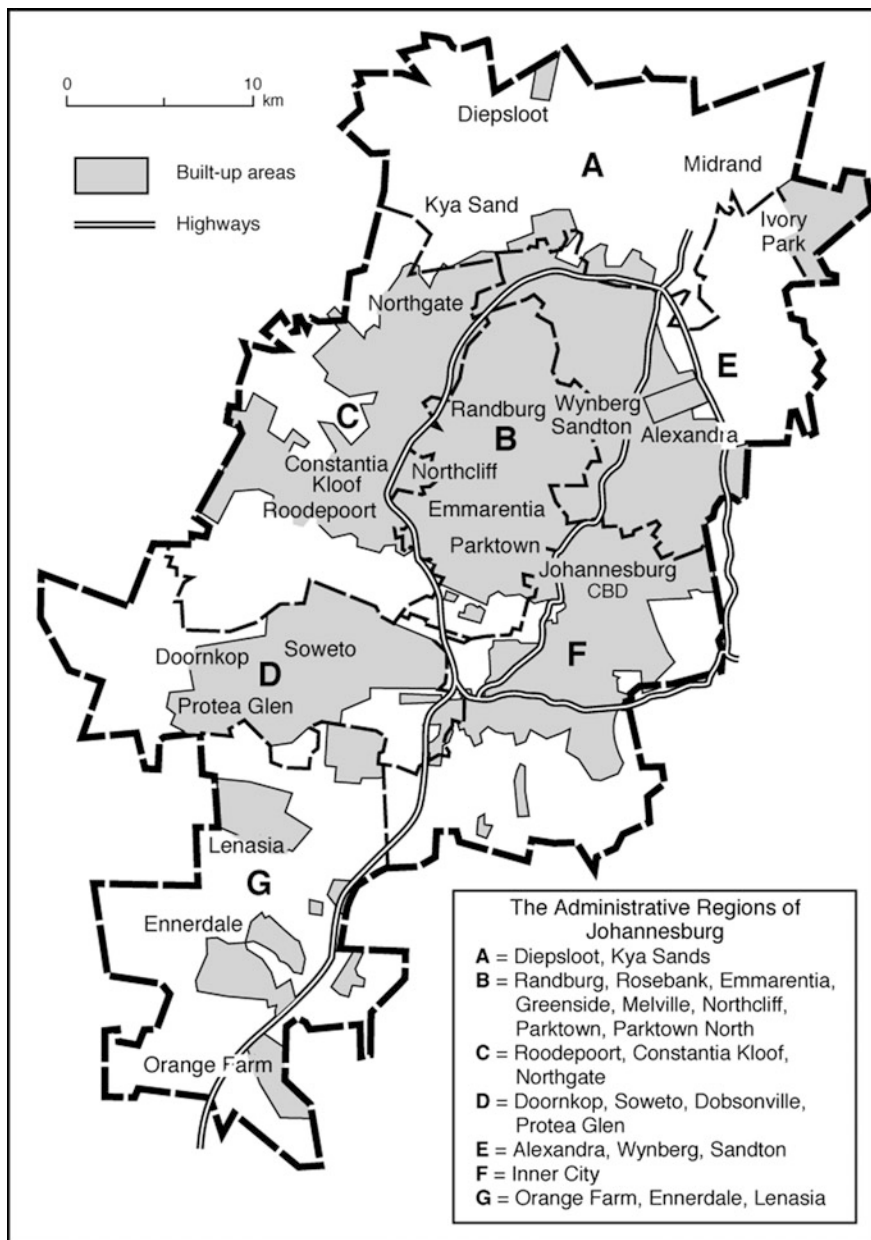 0
10
km
Built-up areas
Highways
Diepsloot
A
Midrand
Kya Sand
Ivory
Park
Northgate
E
C
Randburg
Wynberg
Sandton
B
Alexandra
Constantia
Kloof
Northcliff
Roodepoort
Emmarentia
Parktown
Johannesburg
CBD
Soweto
Doornkop
D
F
Protea Glen
Lenasia
G
Ennerdale
Orange Farm
The Administrative Regions of
Johannesburg
A = Diepsloot, Kya Sands
B = Randburg, Rosebank, Emmarentia,
Greenside, Melville, Northcliff,
Parktown, Parktown North
C = Roodepoort, Constantia Kloof,
Northgate
D = Doornkop, Soweto, Dobsonville,
Protea Glen
E = Alexandra, Wynberg, Sandton
F = Inner City
G = Orange Farm, Ennerdale, Lenasia